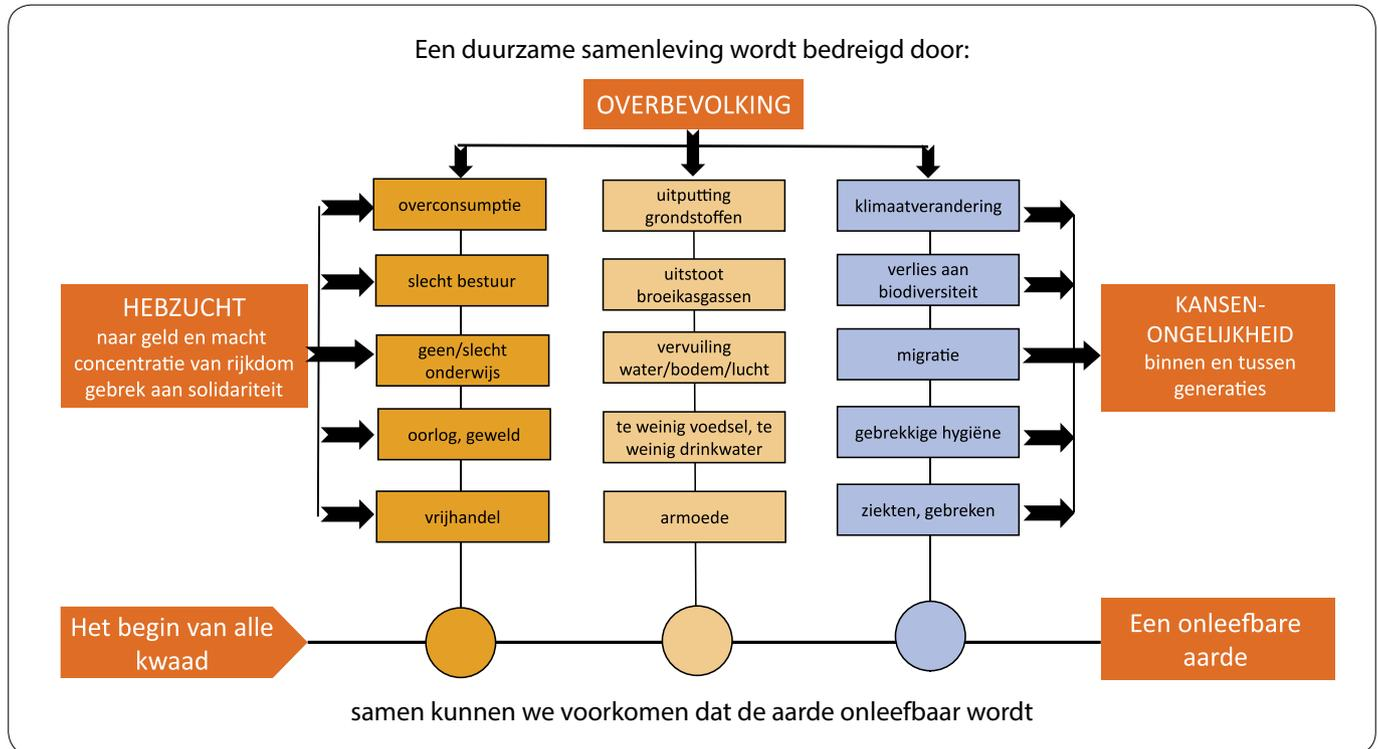 Een duurzame samenleving wordt bedreigd door:
OVERBEVOLKING
HEBZUCHT
naar geld en macht
concentratie van rijkdom
gebrek aan solidariteit
overconsumptie
slecht bestuur
geen/slecht
onderwijs
oorlog, geweld
vrijhandel
uitputting
grondstoffen
uitstoot
broeikasgassen
vervuiling
water/bodem/lucht
te weinig voedsel, te
weinig drinkwater
armoede
klimaatverandering
verlies aan
biodiversiteit
migratie
gebrekkige hygiëne
ziekten, gebreken
KANSEN-
ONGELIJKHEID
binnen en tussen
generaties
Het begin van alle
kwaad
Een onleefbare
aarde
samen kunnen we voorkomen dat de aarde onleefbaar wordt